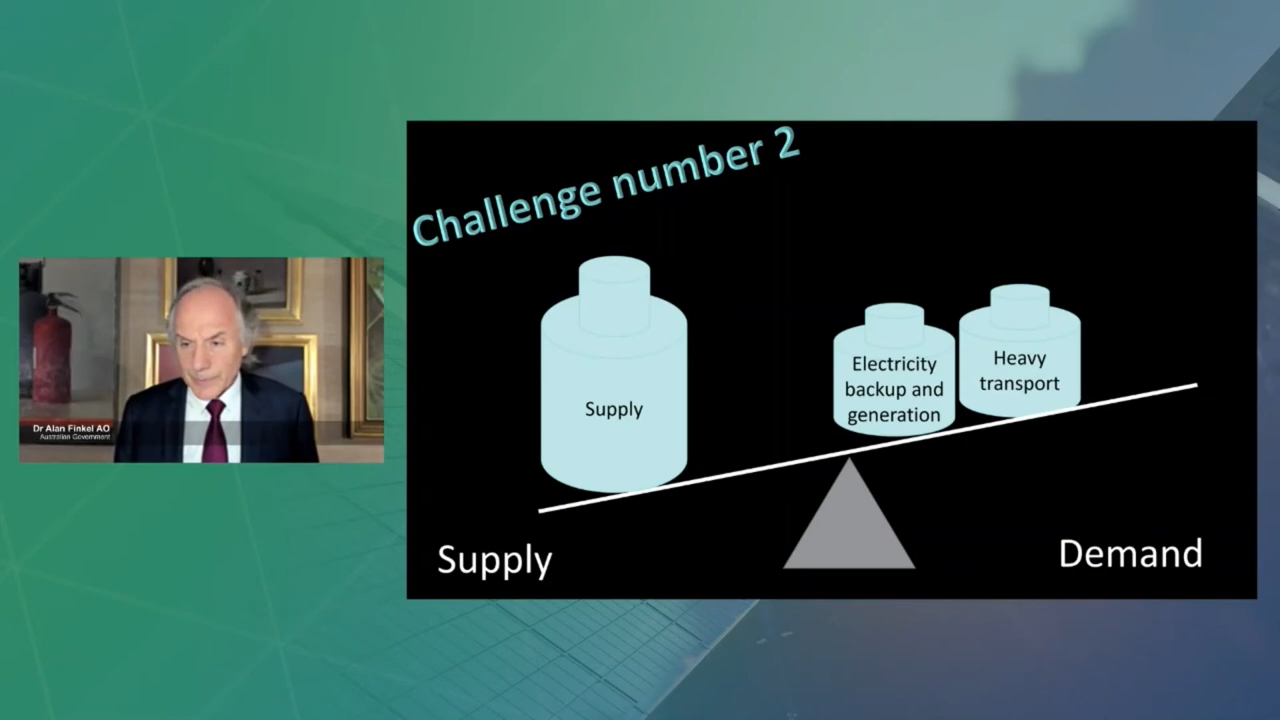 Challenge number 2
Supply
Electricity
backup and
generation
Heavy
transport
Supply
Demand
Dr Alan Finkel AO
Australian Government